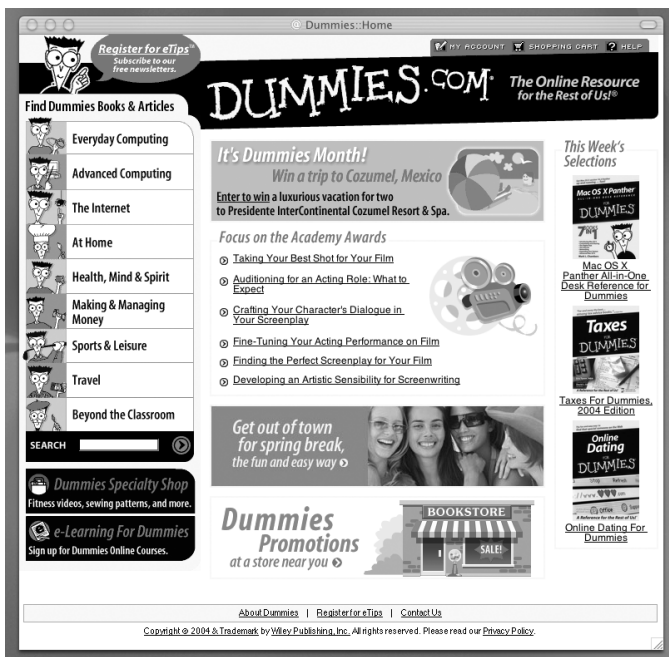 Dummies::Home
Register for eTips℠
Subscribe to our
free newsletters.
MY ACCOUNT SHOPPING CART ? HELP
DUMMIES.COM®
The Online Resource
for the Rest of Us!®
Find Dummies Books & Articles
Everyday Computing
Advanced Computing
The Internet
At Home
Health, Mind & Spirit
Making & Managing
Money
Sports & Leisure
Travel
Beyond the Classroom
SEARCH
Dummies Specialty Shop
Fitness videos, sewing patterns, and more.
e-Learning For Dummies
Sign up for Dummies Online Courses.
It's Dummies Month!
Win a trip to Cozumel, Mexico
Enter to win a luxurious vacation for two
to Presidente InterContinental Cozumel Resort & Spa.
Focus on the Academy Awards
Taking Your Best Shot for Your Film
Auditioning for an Acting Role: What to
Expect
Crafting Your Character's Dialogue in
Your Screenplay
Fine-Tuning Your Acting Performance on Film
Finding the Perfect Screenplay for Your Film
Developing an Artistic Sensibility for Screenwriting
Get out of town
for spring break,
the fun and easy way
Dummies
Promotions
at a store near you
BOOKSTORE
SALE!
This Week's
Selections
Mac OS X Panther
DUMMIES
Mac OS X
Panther All-in-One
Desk Reference for
Dummies
Taxes
DUMMIES
Taxes For Dummies,
2004 Edition
Online
Dating
DUMMIES
A Reference for the Rest of Us!
Online Dating For
Dummies
About Dummies | Register for eTips | Contact Us
Copyright © 2004 & Trademark by Wiley Publishing, Inc. All rights reserved. Please read our Privacy Policy.